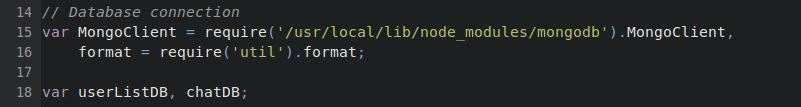 14 // Database connection
15 var MongoClient = require('/usr/local/lib/node_modules/mongodb').MongoClient,
16     format = require('util').format;
17
18 var userListDB, chatDB;